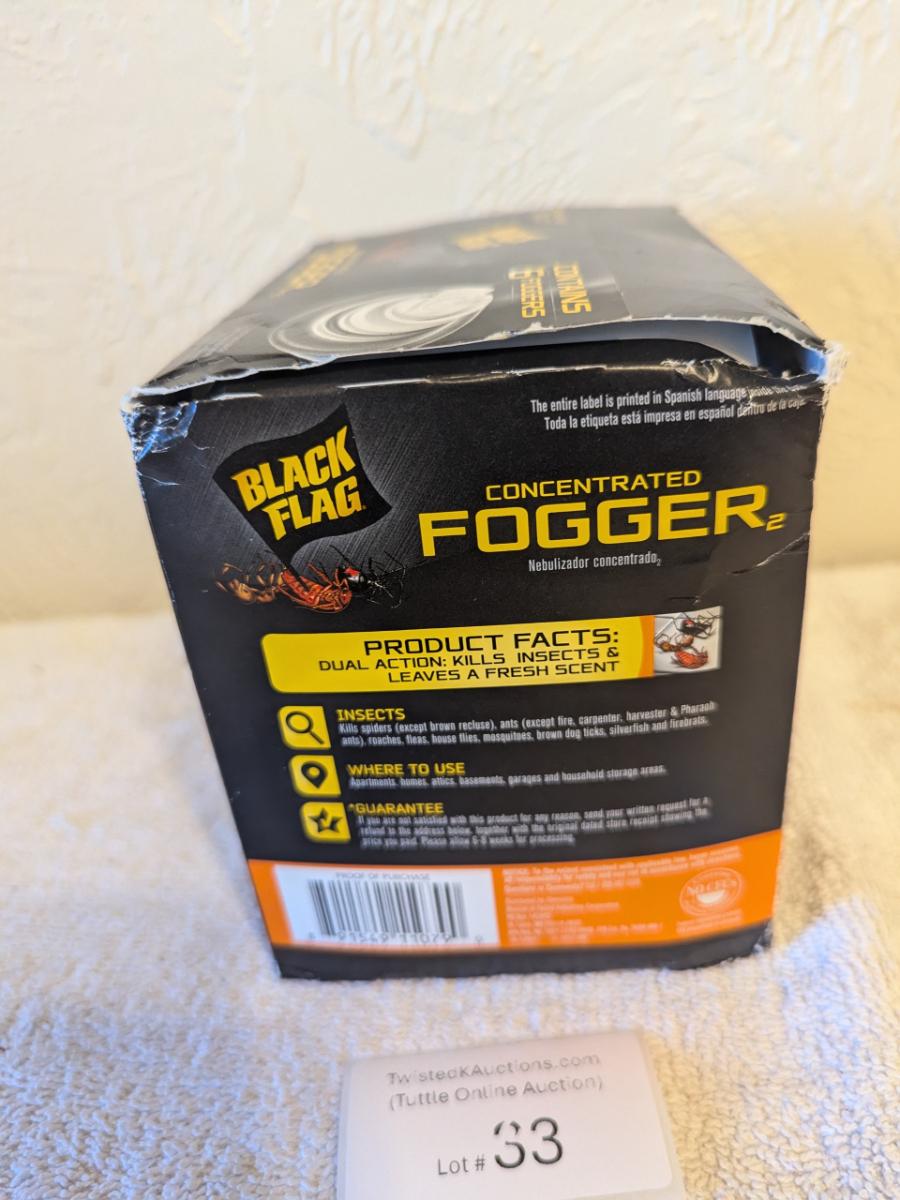 CONTAINS
6 FOGGERS
The entire label is printed in Spanish language inside the
Toda la etiqueta está impresa en español dentro de la caja.
BLACK
FLAG
CONCENTRATED
FOGGER2
Nebulizador concentrado2
PRODUCT FACTS:
DUAL ACTION: KILLS INSECTS &
LEAVES A FRESH SCENT
INSECTS
Kills spiders (except brown recluse), ants (except fire, carpenter, harvester & Pharaoh
ants), roaches, fleas, house flies, mosquitoes, brown dog ticks, silverfish and firebrats.
WHERE TO USE
Apartments, homes, attics, basements, garages and household storage areas.
*GUARANTEE
If you are not satisfied with this product for any reason, send your written request for a
refund to the address below, together with the original dated store receipt showing the
price you paid. Please allow 6-8 weeks for processing.
PROOF OF PURCHASE
NO CFCs
TwistedKAuctions.com
(Tuttle Online Auction)
Lot # 33